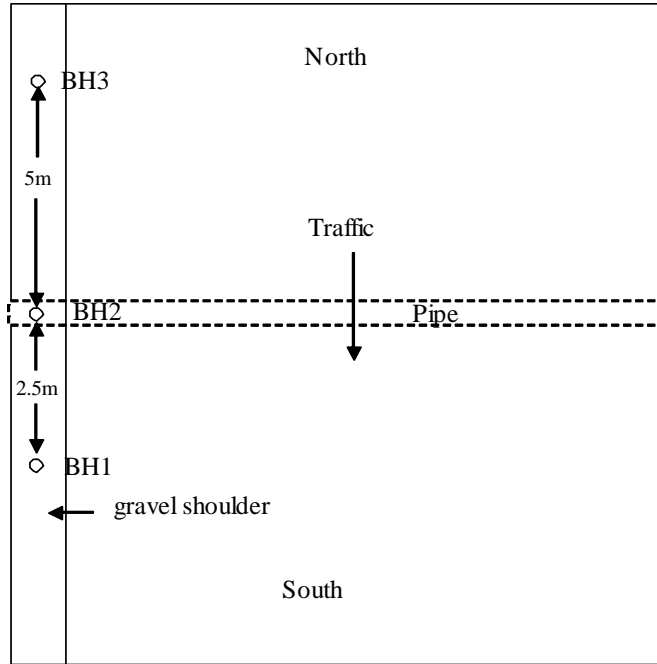 North
BH3
5m
Traffic
BH2
Pipe
2.5m
BH1
gravel shoulder
South